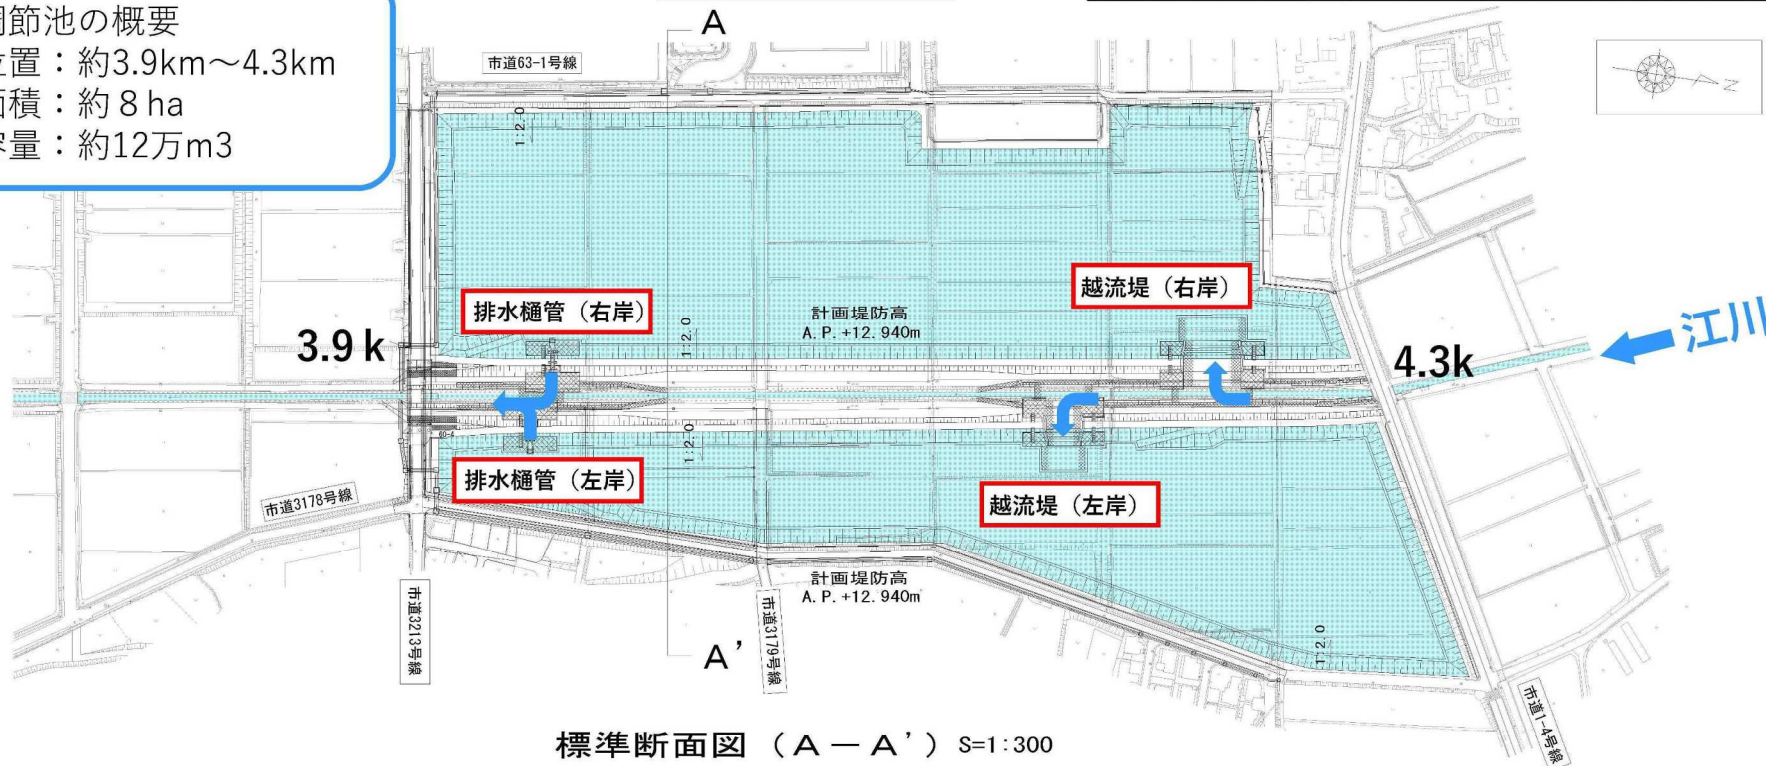 調節池の概要
位置：約3.9km～4.3km
面積：約８ha
容量：約12万m3
A
市道63-1号線
N
1:2.0
越流堤（右岸）
排水樋管（右岸）
計画堤防高
A.P.+12.940m
1:2.0
江川
3.9ｋ
4.3k
60-4
1:2.0
排水樋管（左岸）
越流堤（左岸）
市道3178号線
計画堤防高
A.P.+12.940m
市道3213号線
市道3179号線
1:2.0
A’
市道1-4号線
標準断面図（A－A’）S=1:300